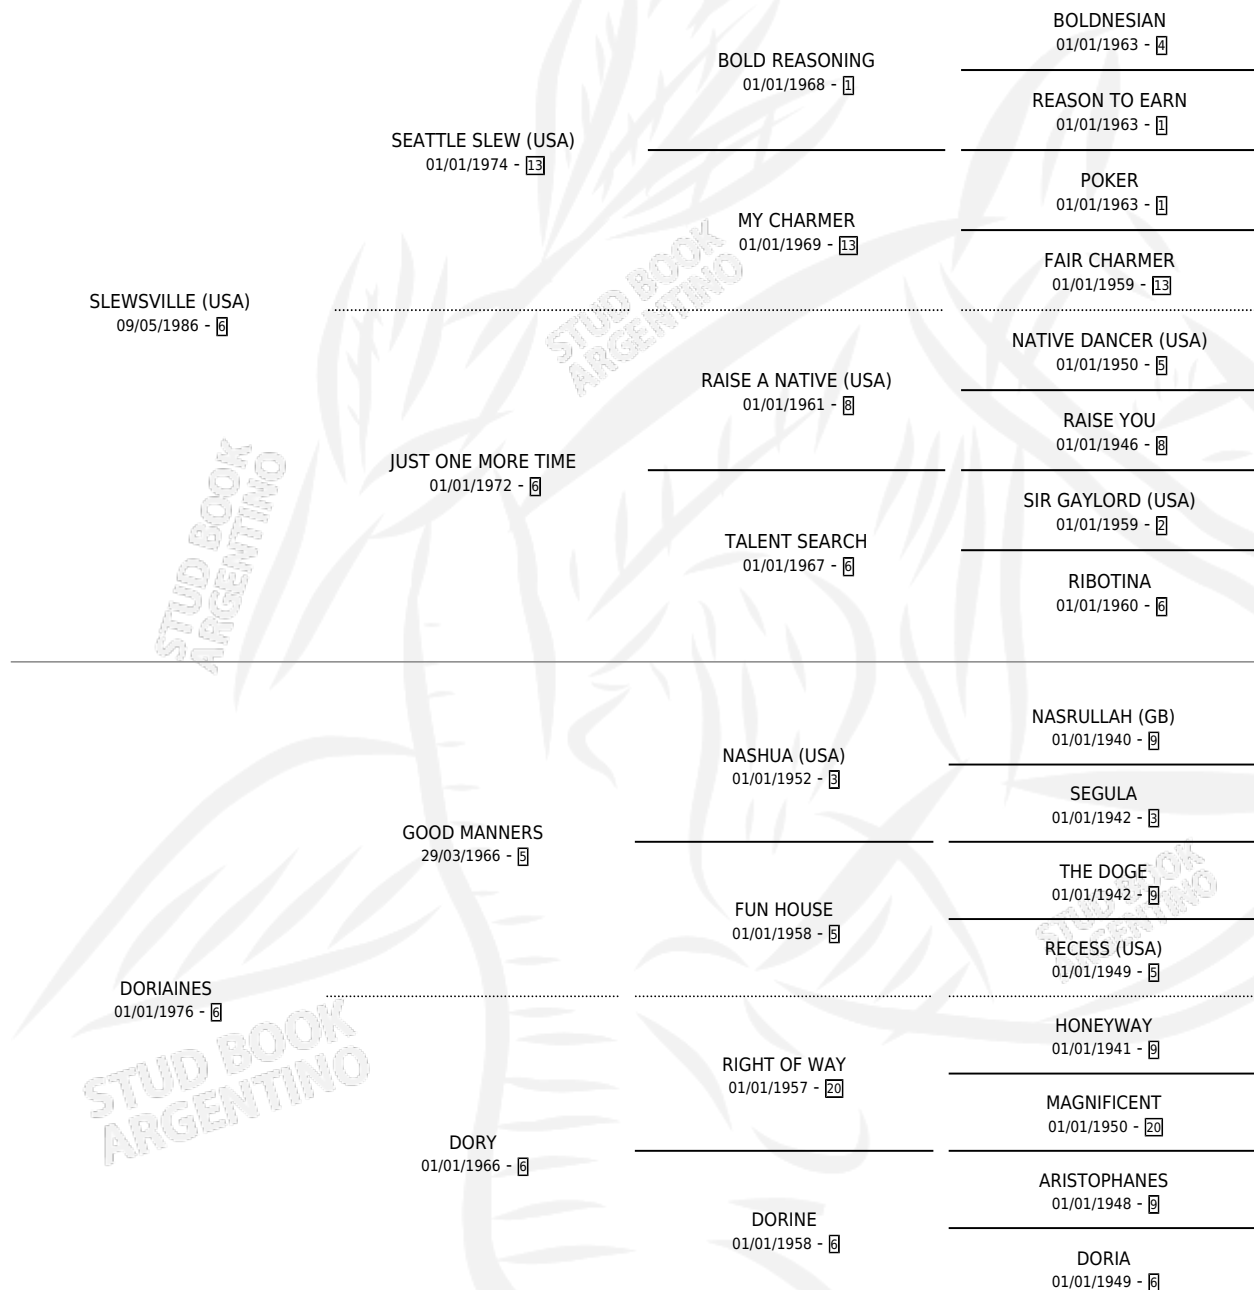 BOLDNESIAN
01/01/1963 - 4
BOLD REASONING
01/01/1968 - 1
REASON TO EARN
01/01/1963 - 1
SEATTLE SLEW (USA)
01/01/1974 - 13
POKER
01/01/1963 - 1
MY CHARMER
01/01/1969 - 13
FAIR CHARMER
01/01/1959 - 13
SLEWSVILLE (USA)
09/05/1986 - 6
NATIVE DANCER (USA)
01/01/1950 - 5
RAISE A NATIVE (USA)
01/01/1961 - 8
RAISE YOU
01/01/1946 - 8
JUST ONE MORE TIME
01/01/1972 - 6
SIR GAYLORD (USA)
01/01/1959 - 2
TALENT SEARCH
01/01/1967 - 6
RIBOTINA
01/01/1960 - 6
NASRULLAH (GB)
01/01/1940 - 9
NASHUA (USA)
01/01/1952 - 3
SEGULA
01/01/1942 - 3
GOOD MANNERS
29/03/1966 - 5
THE DOGE
01/01/1942 - 9
FUN HOUSE
01/01/1958 - 5
RECESS (USA)
01/01/1949 - 5
DORIAINES
01/01/1976 - 6
HONEYWAY
01/01/1941 - 9
RIGHT OF WAY
01/01/1957 - 20
MAGNIFICENT
01/01/1950 - 20
DORY
01/01/1966 - 6
ARISTOPHANES
01/01/1948 - 9
DORINE
01/01/1958 - 6
DORIA
01/01/1949 - 6
STUD BOOK
ARGENTINO
STUD BOOK
ARGENTINO
STUD BOOK
ARGENTINO
STUD BOOK
ARGENTINO